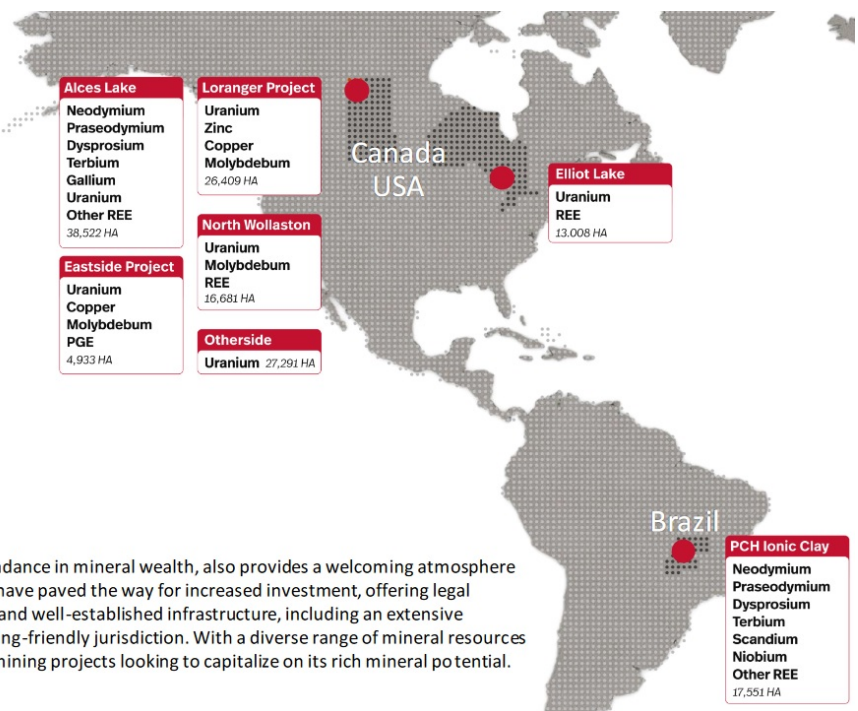 Alces Lake
Neodymium
Praseodymium
Dysprosium
Terbium
Gallium
Uranium
Other REE
38,522 HA
Loranger Project
Uranium
Zinc
Copper
Molybdebum
26,409 HA
Canada
USA
Elliot Lake
Uranium
REE
13.008 HA
North Wollaston
Uranium
Molybdebum
REE
16,681 HA
Eastside Project
Uranium
Copper
Molybdebum
PGE
4,933 HA
Otherside
Uranium 27,291 HA
Brazil
PCH Ionic Clay
Neodymium
Praseodymium
Dysprosium
Terbium
Scandium
Niobium
Other REE
17,551 HA
dance in mineral wealth, also provides a welcoming atmosphere
have paved the way for increased investment, offering legal
and well-established infrastructure, including an extensive
ng-friendly jurisdiction. With a diverse range of mineral resources
mining projects looking to capitalize on its rich mineral potential.